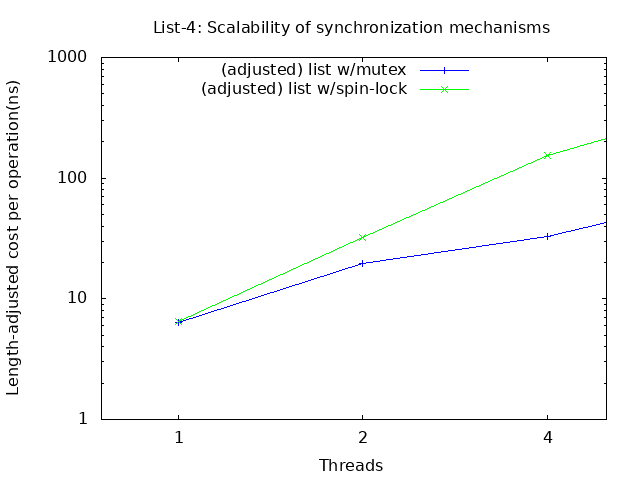 List-4: Scalability of synchronization mechanisms
1000
(adjusted) list w/mutex
(adjusted) list w/spin-lock
100
10
1
Length-adjusted cost per operation(ns)
1 2 4
Threads